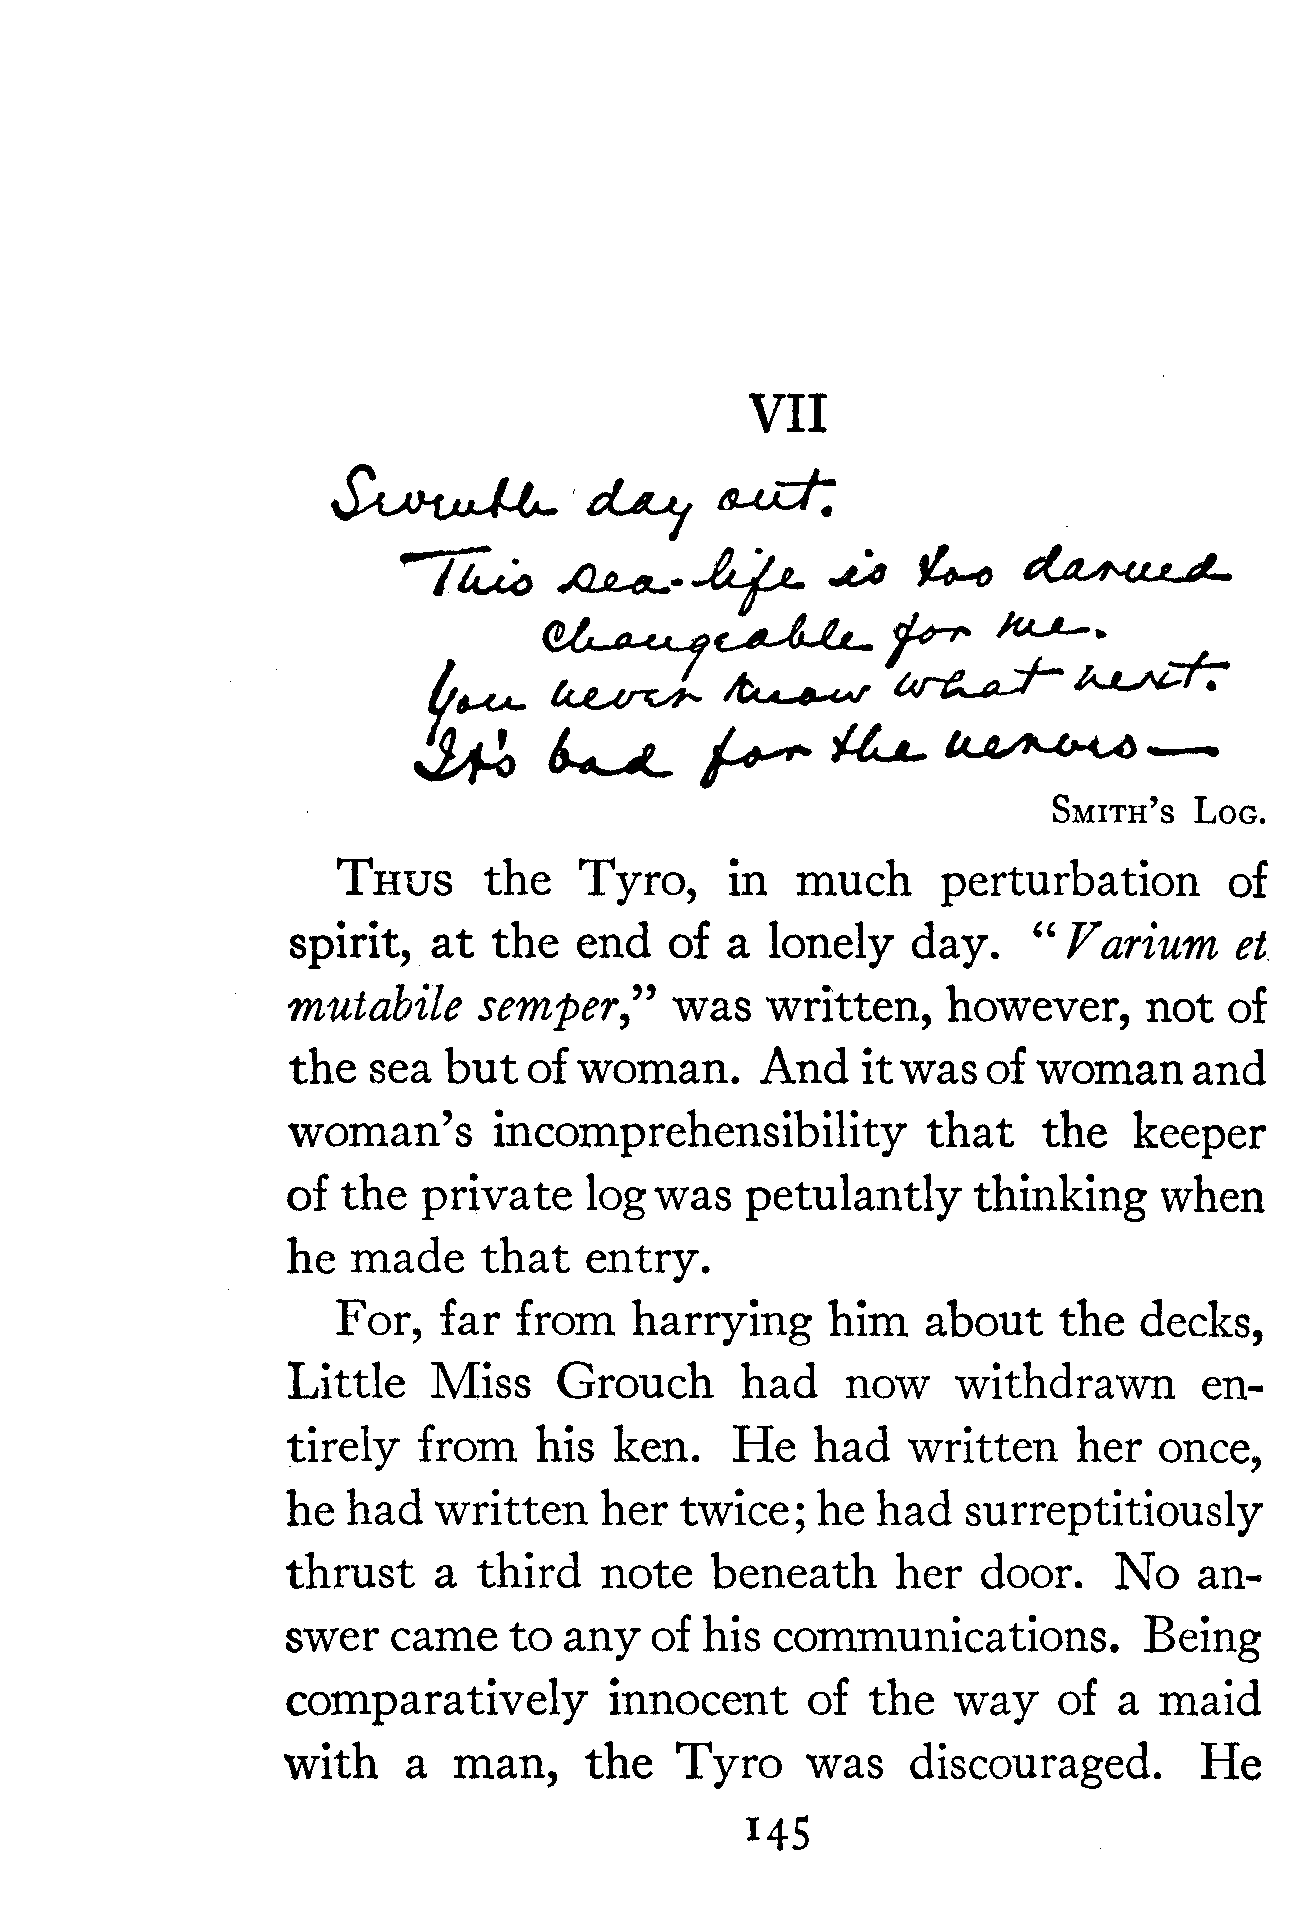 VII
Seventh day out.
This sea-life is too darned
changeable for me.
You never know what next.
It's bad for the nerves—
SMITH'S LOG.
THUS the Tyro, in much perturbation of
spirit, at the end of a lonely day. "Varium et
mutabile semper," was written, however, not of
the sea but of woman. And it was of woman and
woman's incomprehensibility that the keeper
of the private log was petulantly thinking when
he made that entry.
For, far from harrying him about the decks,
Little Miss Grouch had now withdrawn en-
tirely from his ken. He had written her once,
he had written her twice; he had surreptitiously
thrust a third note beneath her door. No an-
swer came to any of his communications. Being
comparatively innocent of the way of a maid
with a man, the Tyro was discouraged. He
145